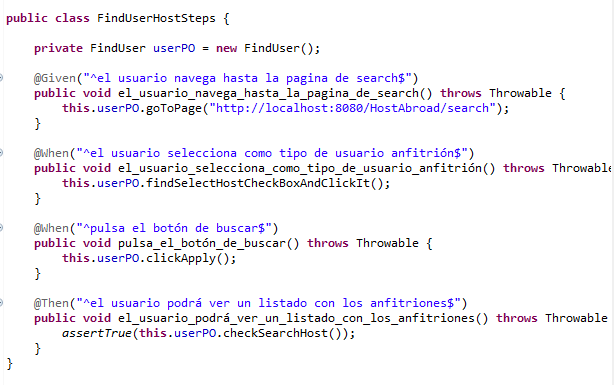 public class FindUserHostSteps {
private FindUser userPO = new FindUser();
@Given("^el usuario navega hasta la pagina de search$")
public void el_usuario_navega_hasta_la_pagina_de_search() throws Throwable {
this.userPO.goToPage("http://localhost:8080/HostAbroad/search");
}
@When("^el usuario selecciona como tipo de usuario anfitrión$")
public void el_usuario_selecciona_como_tipo_de_usuario_anfitrión() throws Throwable
this.userPO.findSelectHostCheckBoxAndClickIt();
}
@When("^pulsa el botón de buscar$")
public void pulsa_el_botón_de_buscar() throws Throwable {
this.userPO.clickApply();
}
@Then("^el usuario podrá ver un listado con los anfitriones$")
public void el_usuario_podrá_ver_un_listado_con_los_anfitriones() throws Throwable
assertTrue(this.userPO.checkSearchHost());
}
}